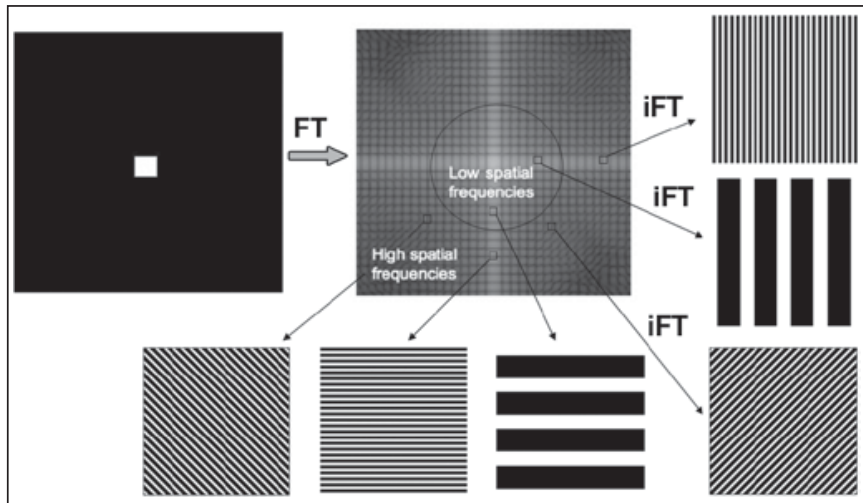 FT
iFT
iFT
iFT
Low spatial
frequencies
High spatial
frequencies